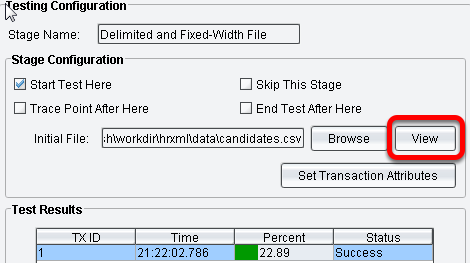 Testing Configuration
Stage Name: Delimited and Fixed-Width File
Stage Configuration
Start Test Here Skip This Stage
Trace Point After Here End Test After Here
Initial File: :h\workdir\hrxml\data\candidates.csv Browse View
Set Transaction Attributes
Test Results
TX ID Time Percent Status
1 21:22:02.786 22.89 Success